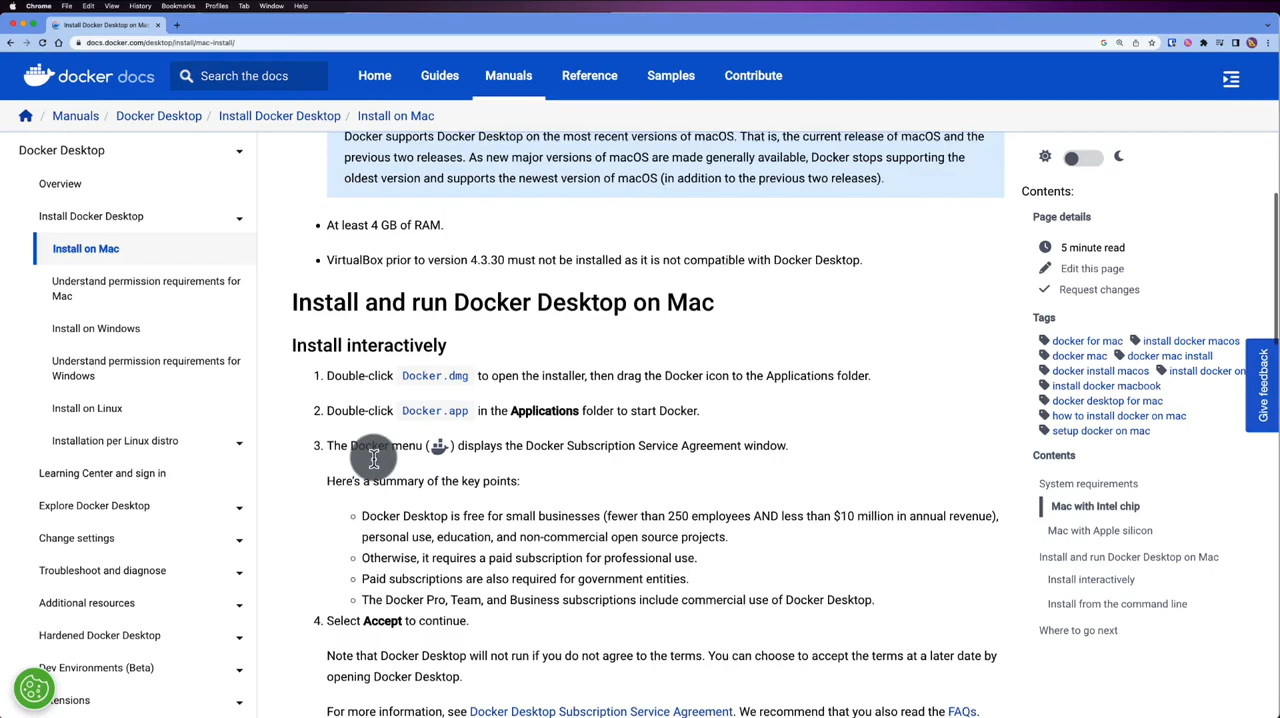 Chrome File Edit View History Bookmarks Profiles Tab Window Help
Install Docker Desktop on Mac
docs.docker.com/desktop/install/mac-install/
docker docs Search the docs Home Guides Manuals Reference Samples Contribute
/ Manuals / Docker Desktop / Install Docker Desktop / Install on Mac
Docker Desktop
Overview
Install Docker Desktop
Install on Mac
Understand permission requirements for
Mac
Install on Windows
Understand permission requirements for
Windows
Install on Linux
Installation per Linux distro
Learning Center and sign in
Explore Docker Desktop
Change settings
Troubleshoot and diagnose
Additional resources
Hardened Docker Desktop
Dev Environments (Beta)
ensions
Docker supports Docker Desktop on the most recent versions of macOS. That is, the current release of macOS and the
previous two releases. As new major versions of macOS are made generally available, Docker stops supporting the
oldest version and supports the newest version of macOS (in addition to the previous two releases).
• At least 4 GB of RAM.
• VirtualBox prior to version 4.3.30 must not be installed as it is not compatible with Docker Desktop.
Install and run Docker Desktop on Mac
Install interactively
1. Double-click Docker.dmg to open the installer, then drag the Docker icon to the Applications folder.
2. Double-click Docker.app in the Applications folder to start Docker.
3. The Docker menu ( ) displays the Docker Subscription Service Agreement window.
Here's a summary of the key points:
○ Docker Desktop is free for small businesses (fewer than 250 employees AND less than $10 million in annual revenue),
personal use, education, and non-commercial open source projects.
○ Otherwise, it requires a paid subscription for professional use.
○ Paid subscriptions are also required for government entities.
○ The Docker Pro, Team, and Business subscriptions include commercial use of Docker Desktop.
4. Select Accept to continue.
Note that Docker Desktop will not run if you do not agree to the terms. You can choose to accept the terms at a later date by
opening Docker Desktop.
For more information, see Docker Desktop Subscription Service Agreement. We recommend that you also read the FAQs.
Contents:
Page details
5 minute read
Edit this page
Request changes
Tags
docker for mac install docker macos
docker mac docker mac install
docker install macos install docker on
install docker macbook
docker desktop for mac
how to install docker on mac
setup docker on mac
Contents
System requirements
Mac with Intel chip
Mac with Apple silicon
Install and run Docker Desktop on Mac
Install interactively
Install from the command line
Where to go next
Give feedback